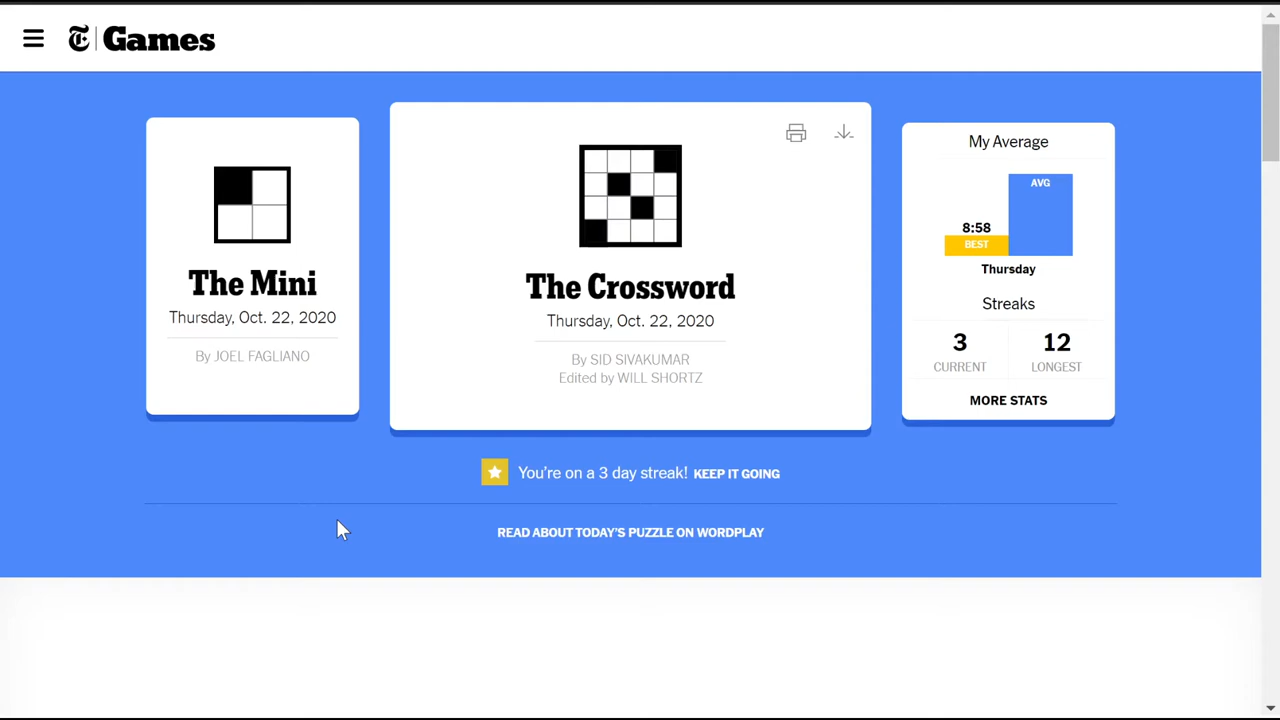 T Games
The Mini
Thursday, Oct. 22, 2020
By JOEL FAGLIANO
The Crossword
Thursday, Oct. 22, 2020
By SID SIVAKUMAR
Edited by WILL SHORTZ
My Average
AVG
8:58
BEST
Thursday
Streaks
3 12
CURRENT LONGEST
MORE STATS
You're on a 3 day streak! KEEP IT GOING
READ ABOUT TODAY'S PUZZLE ON WORDPLAY